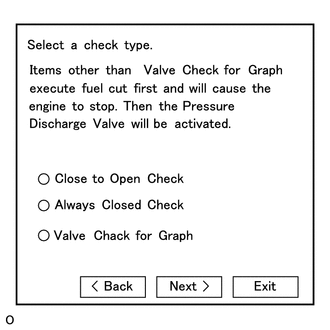 Select a check type.
Items other than Valve Check for Graph
execute fuel cut first and will cause the
engine to stop. Then the Pressure
Discharge Valve will be activated.
Close to Open Check
Always Closed Check
Valve Chack for Graph
< Back Next > Exit
O